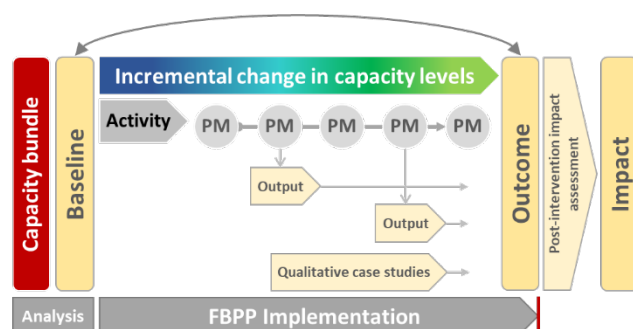 Capacity bundle
Baseline
Incremental change in capacity levels
Activity
PM
PM
PM
PM
PM
Output
Output
Qualitative case studies
Outcome
Post-intervention impact
assessment
Impact
Analysis
FBPP Implementation